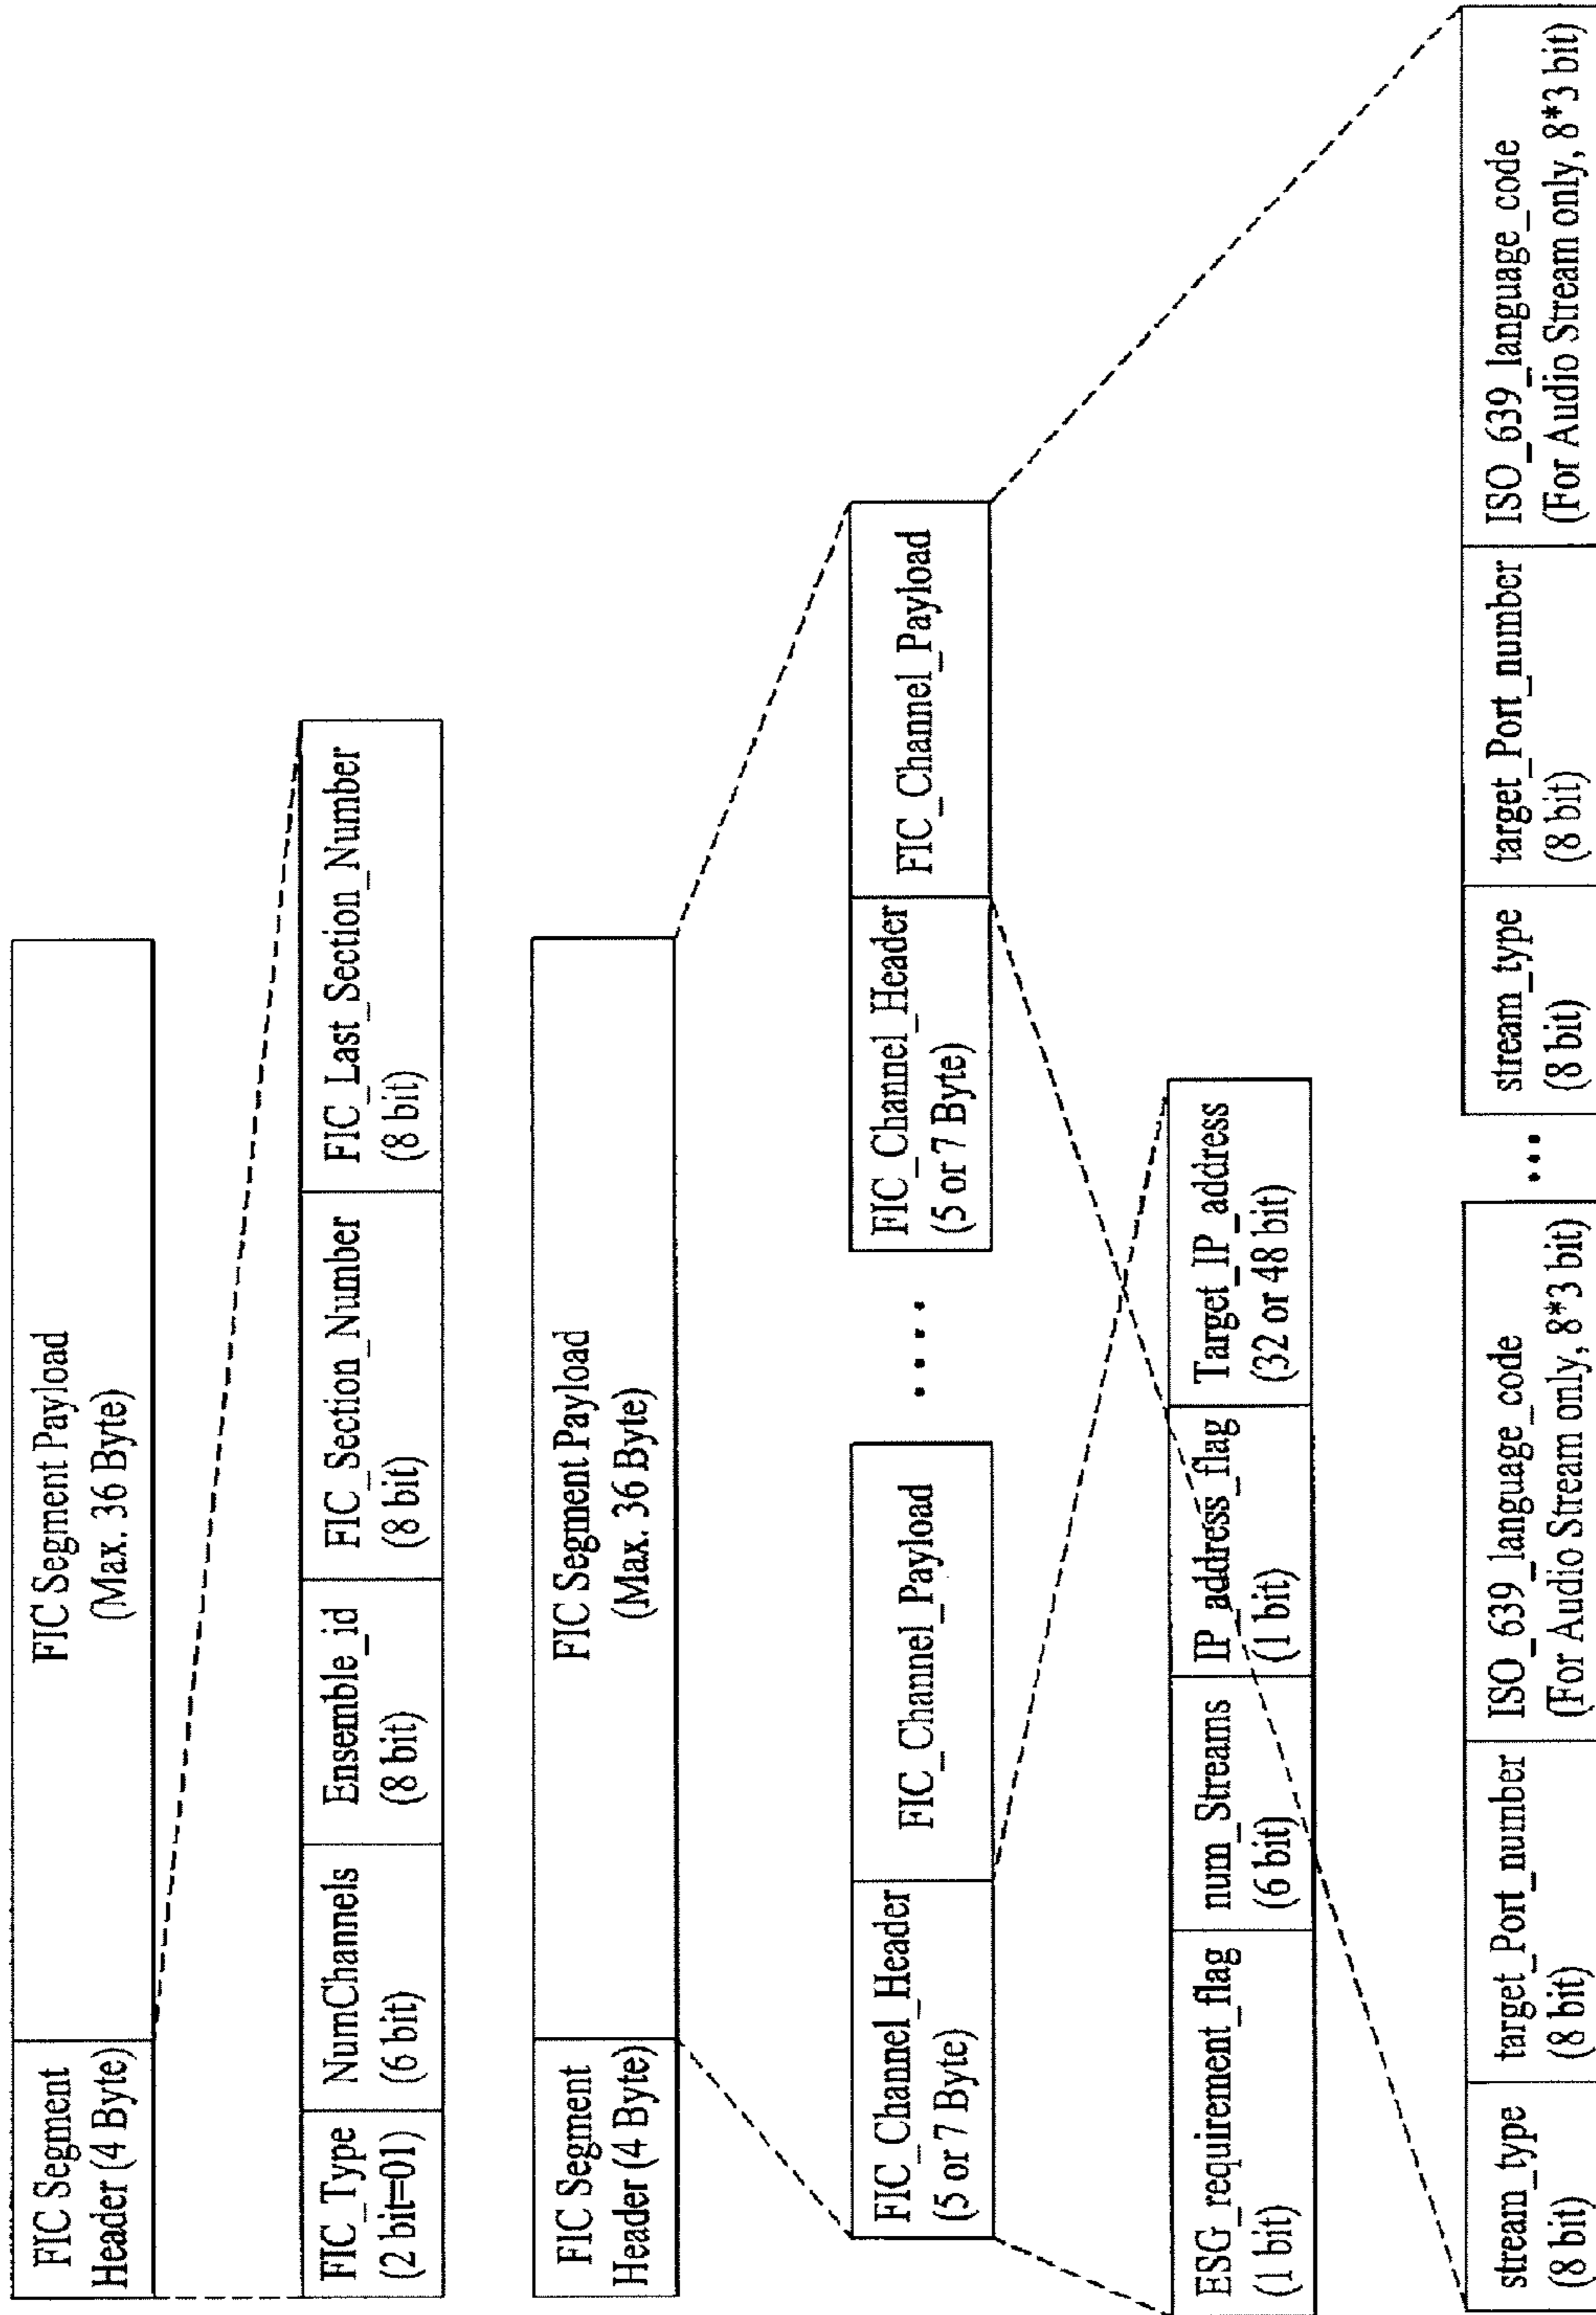 FIC Segment
Header (4 Byte)
FIC Segment Payload
(Max. 36 Byte)
FIC_Type
(2 bit=01)
NumChannels
(6 bit)
Ensemble_id
(8 bit)
FIC_Section_Number
(8 bit)
FIC_Last_Section_Number
(8 bit)
FIC Segment
Header (4 Byte)
FIC Segment Payload
(Max. 36 Byte)
FIC_Channel_Header
(5 or 7 Byte)
FIC_Channel_Payload
....
FIC_Channel_Header
(5 or 7 Byte)
FIC_Channel_Payload
ESG_requirement_flag
(1 bit)
num_Streams
(6 bit)
IP_address_flag
(1 bit)
Target_IP_address
(32 or 48 bit)
stream_type
(8 bit)
target_Port_number
(8 bit)
ISO_639_language_code
(For Audio Stream only, 8*3 bit)
...
stream_type
(8 bit)
target_Port_number
(8 bit)
ISO_639_language_code
(For Audio Stream only, 8*3 bit)